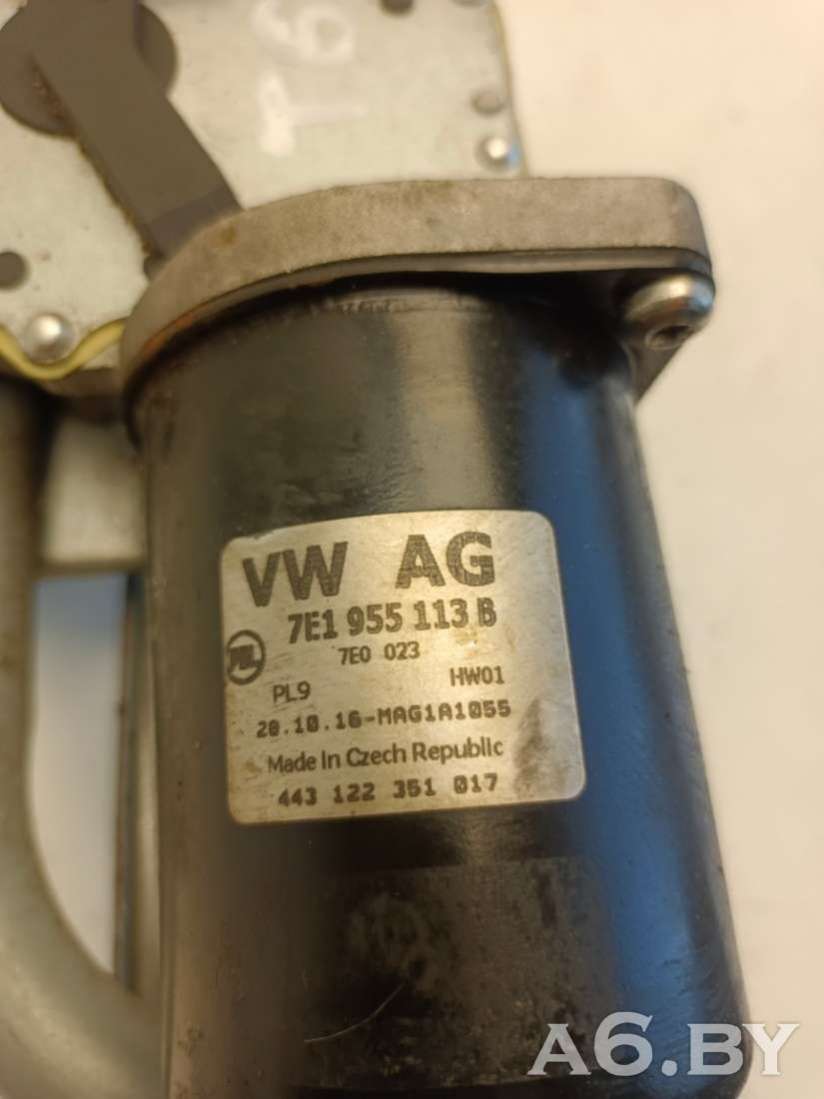 T6
VW AG
7E1 955 113 B
7E0 023
PL9 HW01
20.10.16-MAG1A1055
Made In Czech Republic
443 122 351 017
A6.BY